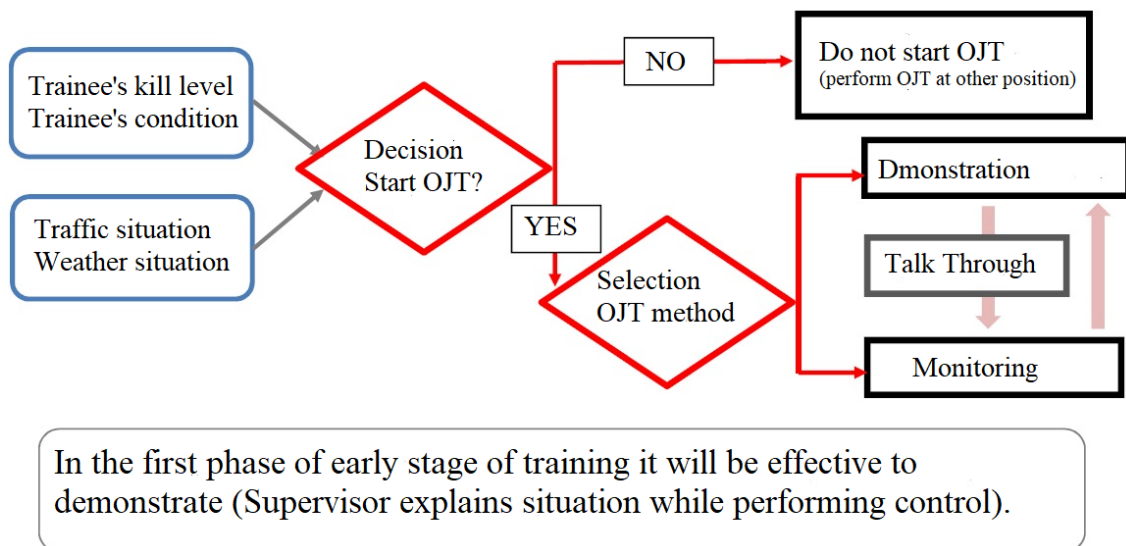 Trainee's kill level
Trainee's condition
Traffic situation
Weather situation
Decision
Start OJT?
NO
Do not start OJT
(perform OJT at other position)
YES
Selection
OJT method
Dmonstration
Talk Through
Monitoring
In the first phase of early stage of training it will be effective to
demonstrate (Supervisor explains situation while performing control).